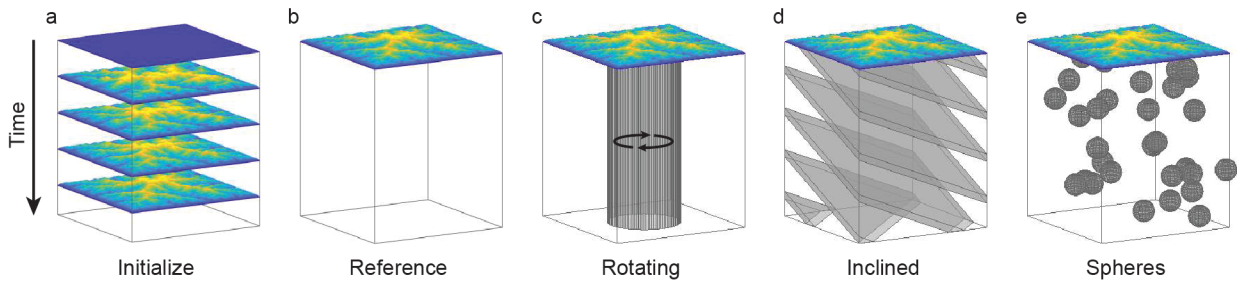 a
b
c
d
e
Time
Initialize
Reference
Rotating
Inclined
Spheres